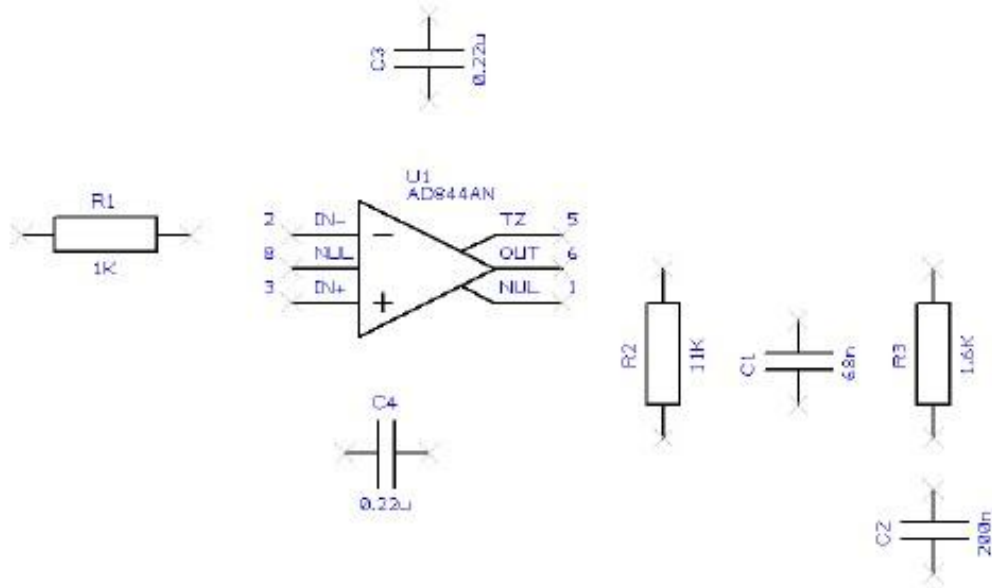 C3
0.22u
U1
AD844AN
R1
1K
2 IN- TZ 5
8 NUL OUT 6
3 IN+ NUL 1
R2
11K
C1
68n
R3
1.6K
C4
0.22u
C2
200n